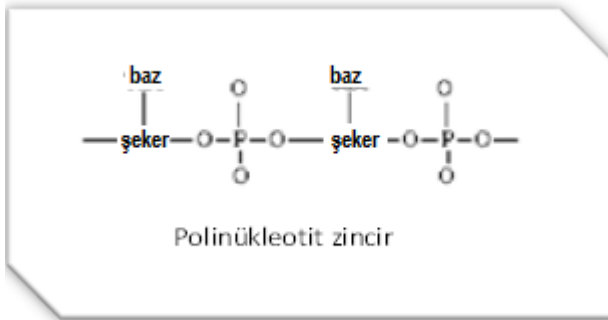 baz baz
O O
şeker–O–P–O–şeker–O–P–O–
O O
Polinükleotit zincir